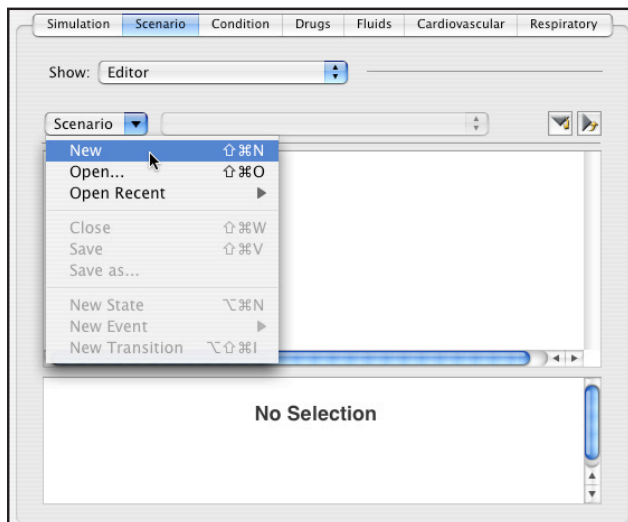 Simulation Scenario Condition Drugs Fluids Cardiovascular Respiratory
Show: Editor
Scenario
New ⇧⌘N
Open... ⇧⌘O
Open Recent
Close ⇧⌘W
Save ⇧⌘V
Save as...
New State ⌥⌘N
New Event
New Transition ⌥⇧⌘I
No Selection